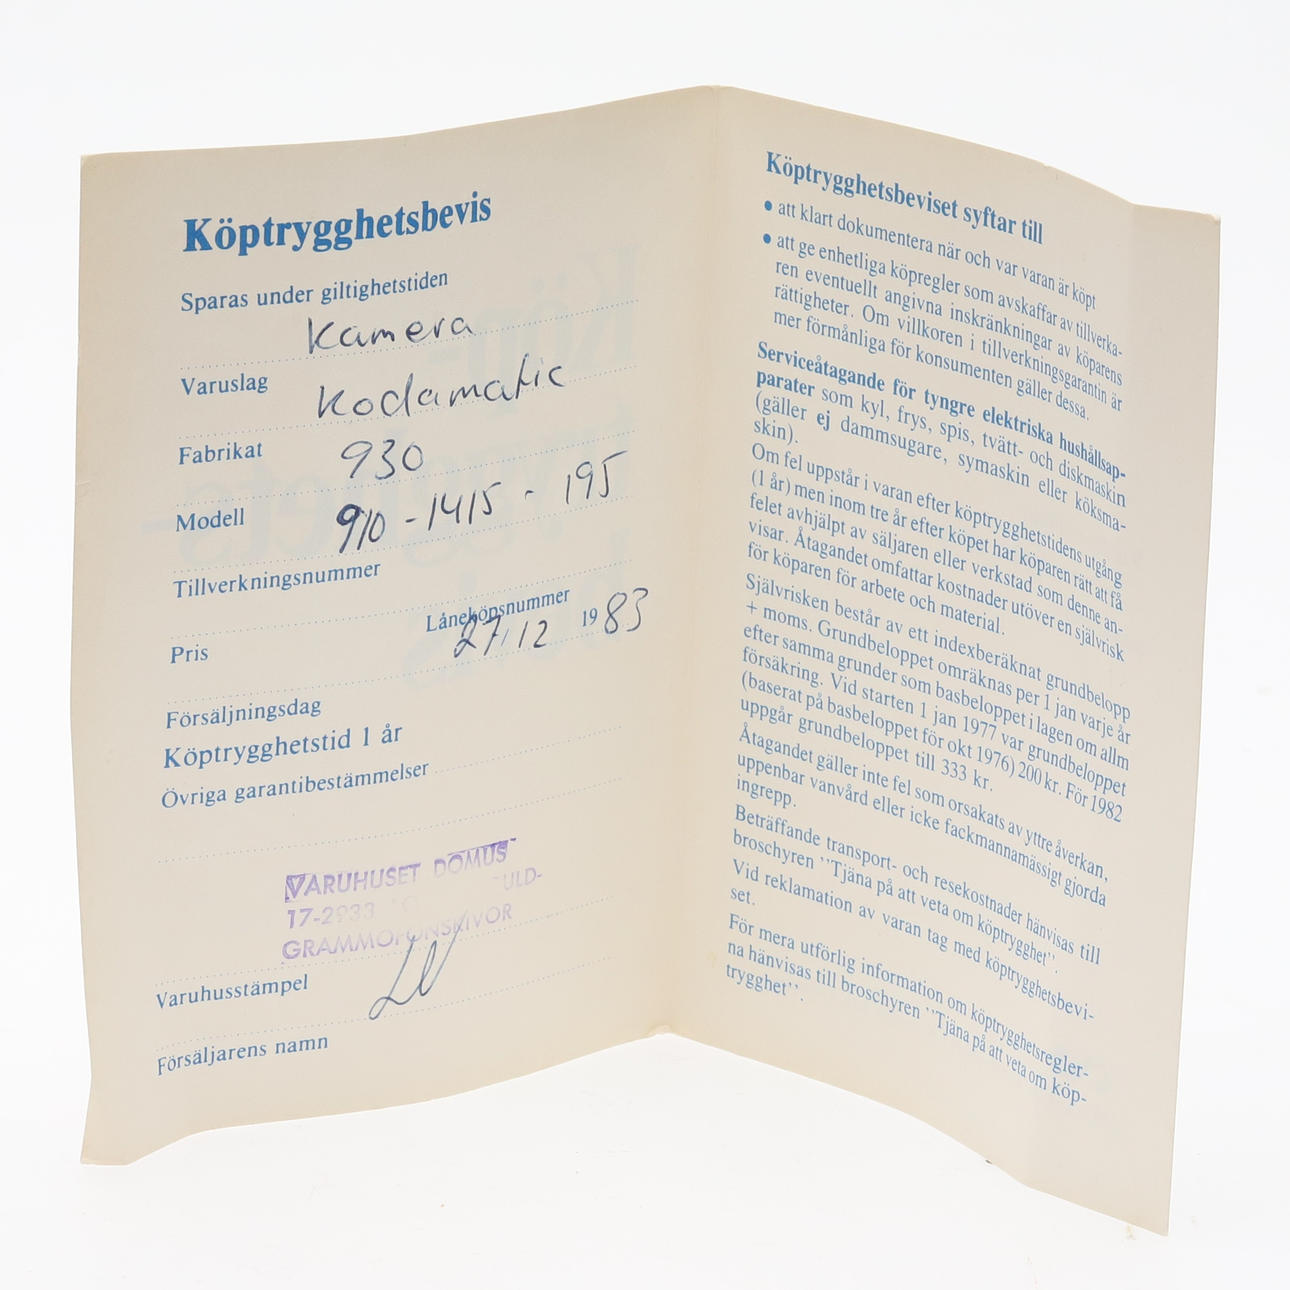 Köptrygghetsbevis
Sparas under giltighetstiden
Kamera
Varuslag
Kodamatic
Fabrikat
930
Modell
910-1415-195
Tillverkningsnummer
Låneköpsnummer
Pris
27/12 1983
Försäljningsdag
Köptrygghetstid 1 år
Övriga garantibestämmelser
VARUHUSET DOMUS
17-2933 ULD-
GRAMMOFONSKIVOR
Varuhusstämpel
Försäljarens namn
Köptrygghetsbeviset syftar till
• att klart dokumentera när och var varan är köpt
• att ge enhetliga köpregler som avskaffar av tillverka-
ren eventuellt angivna inskränkningar av köparens
rättigheter. Om villkoren i tillverkningsgarantin är
mer förmånliga för konsumenten gäller dessa.
Serviceåtagande för tyngre elektriska hushållsap-
parater som kyl, frys, spis, tvätt- och diskmaskin
(gäller ej dammsugare, symaskin eller köksma-
skin).
Om fel uppstår i varan efter köptrygghetstidens utgång
(1 år) men inom tre år efter köpet har köparen rätt att få
felet avhjälpt av säljaren eller verkstad som denne an-
visar. Åtagandet omfattar kostnader utöver en självrisk
för köparen för arbete och material.
Självrisken består av ett indexberäknat grundbelopp
+ moms. Grundbeloppet omräknas per 1 jan varje år
efter samma grunder som basbeloppet i lagen om allm
försäkring. Vid starten 1 jan 1977 var grundbeloppet
(baserat på basbeloppet för okt 1976) 200 kr. För 1982
uppgår grundbeloppet till 333 kr.
Åtagandet gäller inte fel som orsakats av yttre åverkan,
uppenbar vanvård eller icke fackmannamässigt gjorda
ingrepp.
Beträffande transport- och resekostnader hänvisas till
broschyren ''Tjäna på att veta om köptrygghet''.
Vid reklamation av varan tag med köptrygghetsbevi-
set.
För mera utförlig information om köptrygghetsregler-
na hänvisas till broschyren ''Tjäna på att veta om köp-
trygghet''.